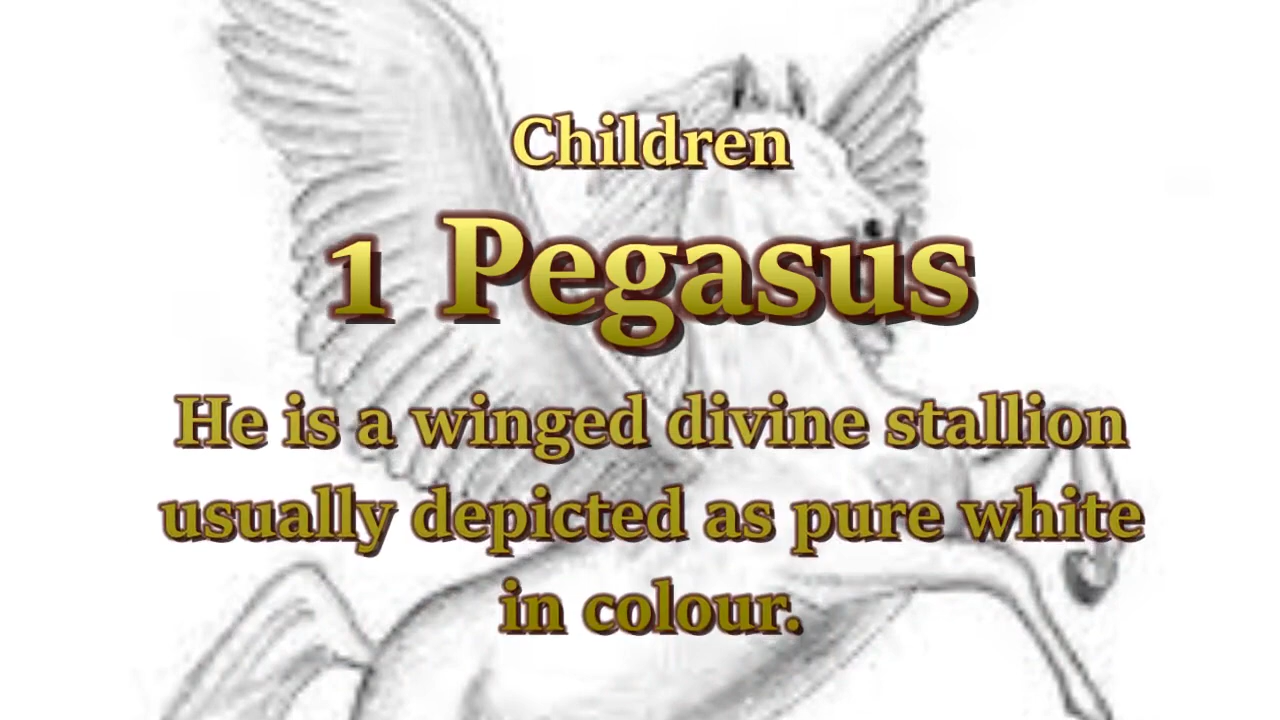 Children
1 Pegasus
He is a winged divine stallion
usually depicted as pure white
in colour.